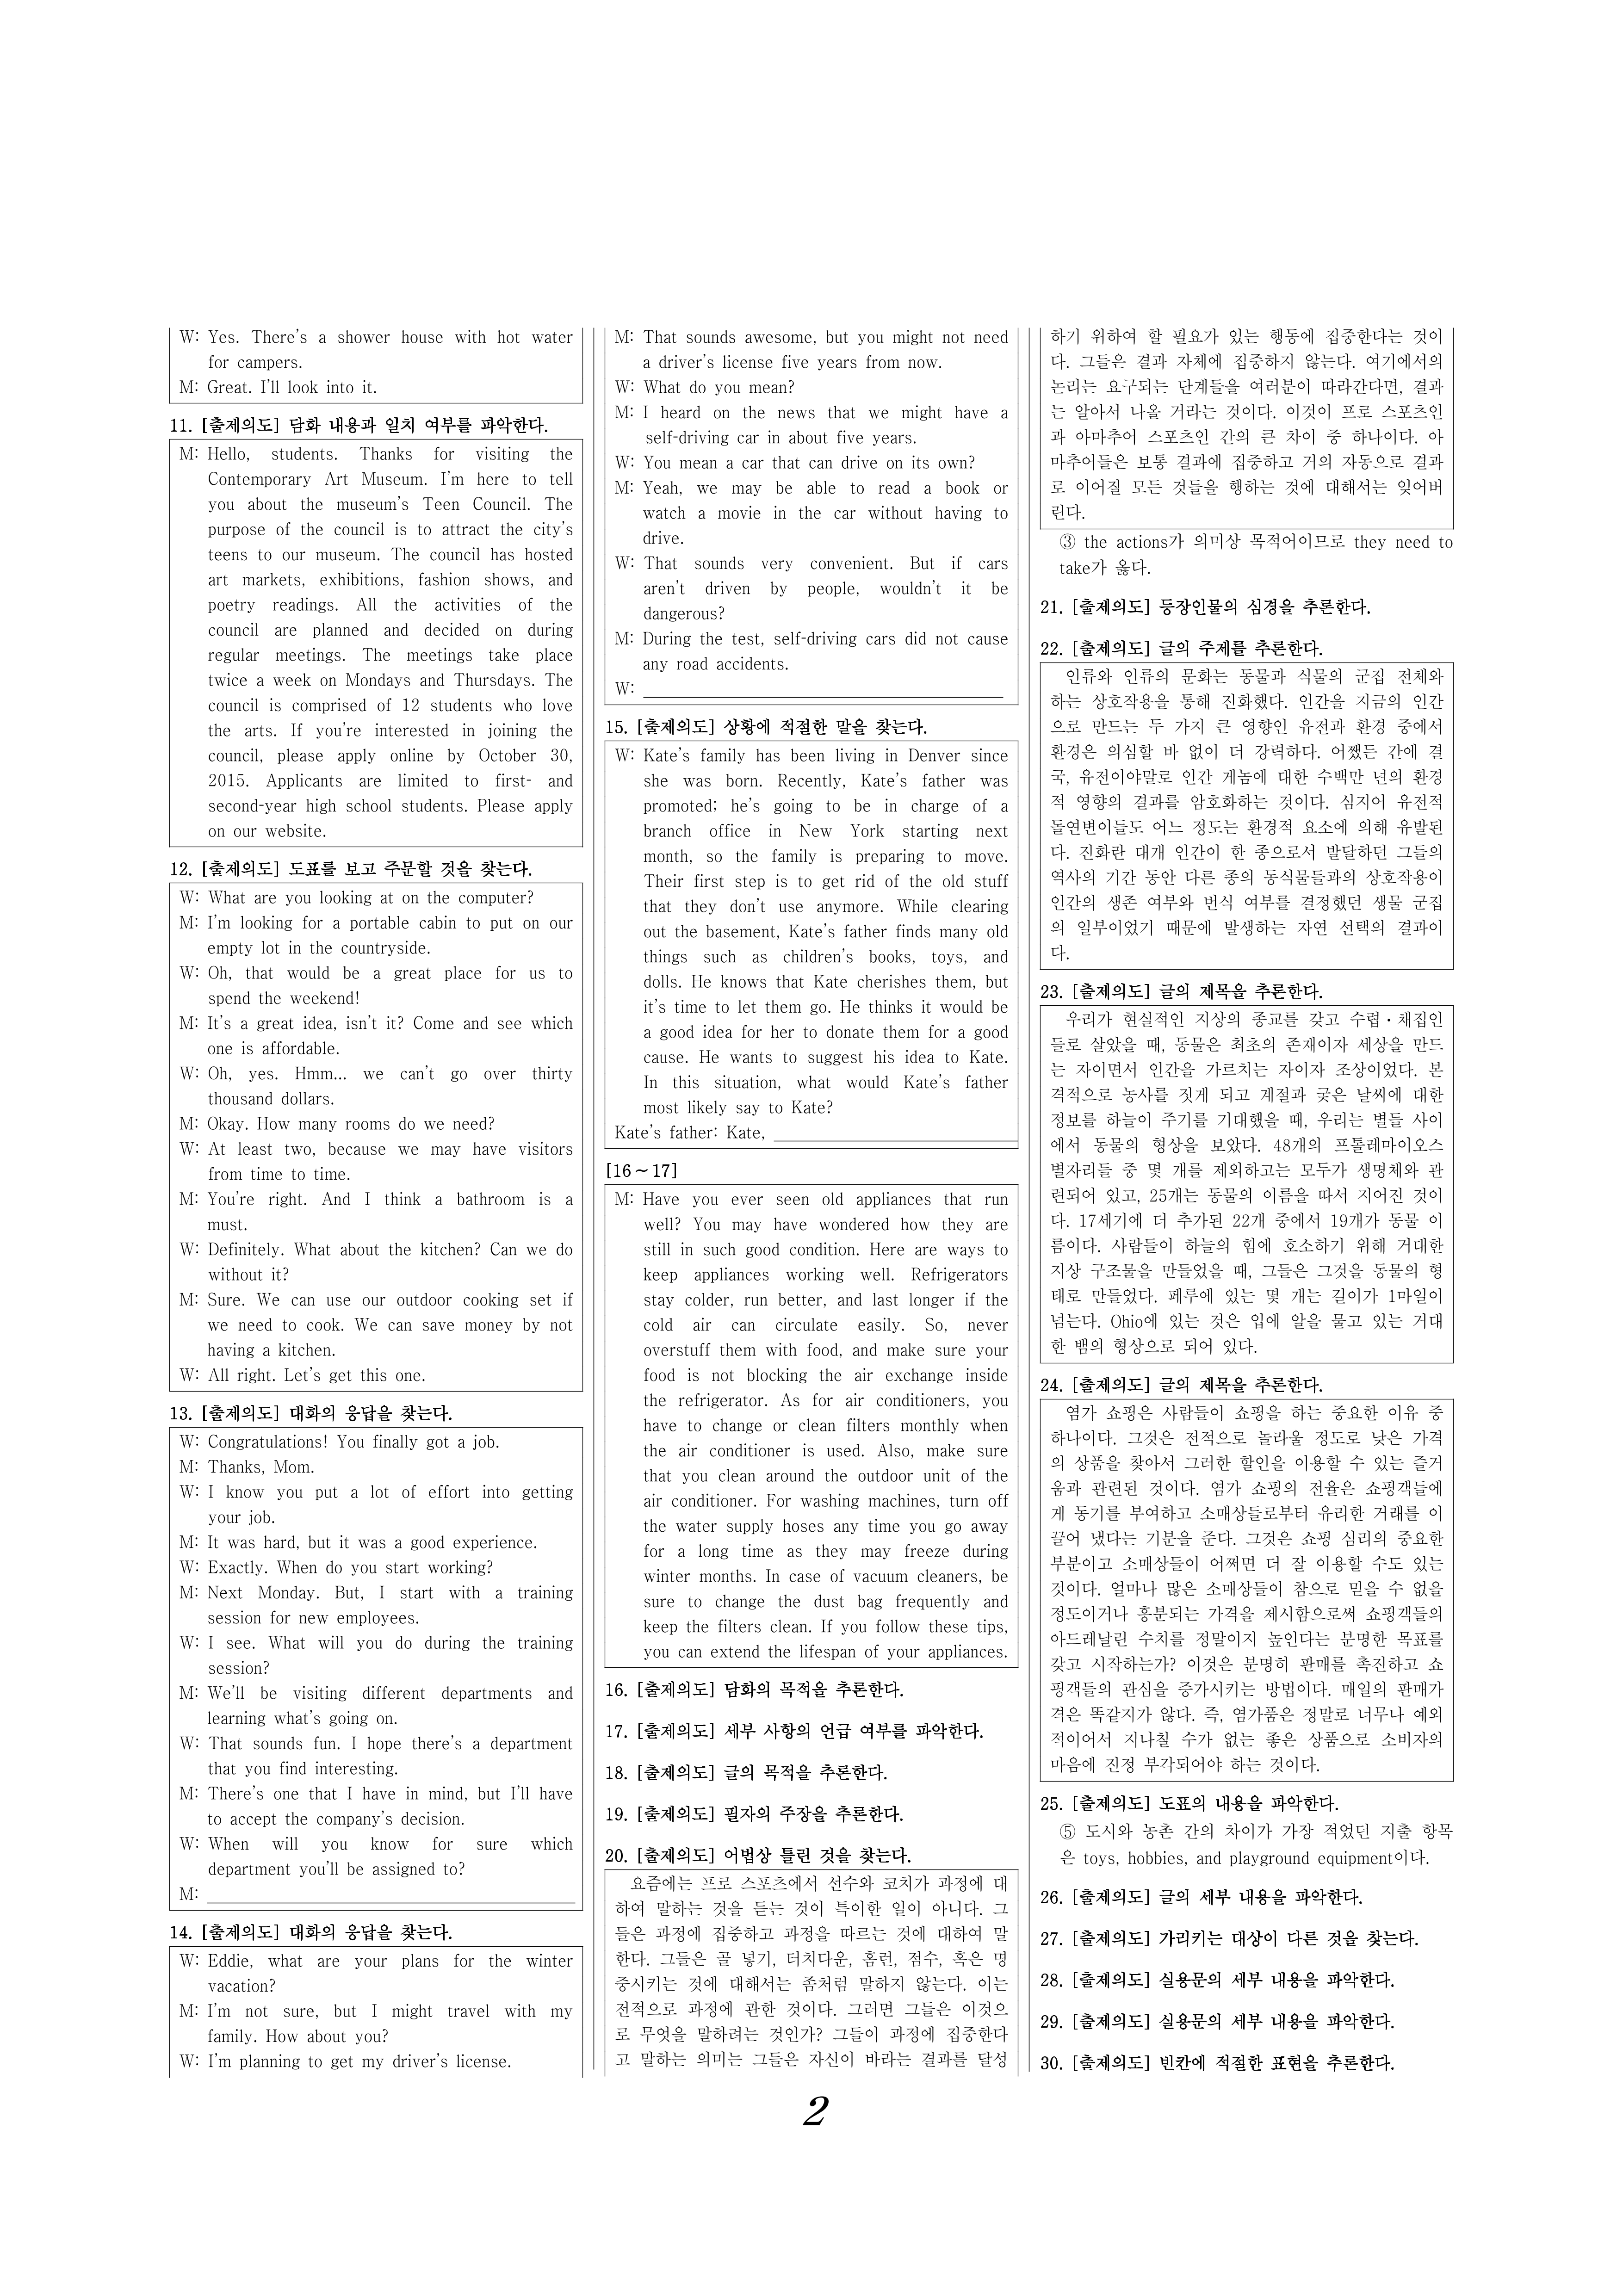 W: Yes. There's a shower house with hot water
for campers.
M: Great. I'll look into it.
11. [출제의도] 담화 내용과 일치 여부를 파악한다.
M: Hello, students. Thanks for visiting the
Contemporary Art Museum. I'm here to tell
you about the museum's Teen Council. The
purpose of the council is to attract the city's
teens to our museum. The council has hosted
art markets, exhibitions, fashion shows, and
poetry readings. All the activities of the
council are planned and decided on during
regular meetings. The meetings take place
twice a week on Mondays and Thursdays. The
council is comprised of 12 students who love
the arts. If you're interested in joining the
council, please apply online by October 30,
2015. Applicants are limited to first- and
second-year high school students. Please apply
on our website.
12. [출제의도] 도표를 보고 주문할 것을 찾는다.
W: What are you looking at on the computer?
M: I'm looking for a portable cabin to put on our
empty lot in the countryside.
W: Oh, that would be a great place for us to
spend the weekend!
M: It's a great idea, isn't it? Come and see which
one is affordable.
W: Oh, yes. Hmm... we can't go over thirty
thousand dollars.
M: Okay. How many rooms do we need?
W: At least two, because we may have visitors
from time to time.
M: You're right. And I think a bathroom is a
must.
W: Definitely. What about the kitchen? Can we do
without it?
M: Sure. We can use our outdoor cooking set if
we need to cook. We can save money by not
having a kitchen.
W: All right. Let's get this one.
13. [출제의도] 대화의 응답을 찾는다.
W: Congratulations! You finally got a job.
M: Thanks, Mom.
W: I know you put a lot of effort into getting
your job.
M: It was hard, but it was a good experience.
W: Exactly. When do you start working?
M: Next Monday. But, I start with a training
session for new employees.
W: I see. What will you do during the training
session?
M: We'll be visiting different departments and
learning what's going on.
W: That sounds fun. I hope there's a department
that you find interesting.
M: There's one that I have in mind, but I'll have
to accept the company's decision.
W: When will you know for sure which
department you'll be assigned to?
M:
14. [출제의도] 대화의 응답을 찾는다.
W: Eddie, what are your plans for the winter
vacation?
M: I'm not sure, but I might travel with my
family. How about you?
W: I'm planning to get my driver's license.
M: That sounds awesome, but you might not need
a driver's license five years from now.
W: What do you mean?
M: I heard on the news that we might have a
self-driving car in about five years.
W: You mean a car that can drive on its own?
M: Yeah, we may be able to read a book or
watch a movie in the car without having to
drive.
W: That sounds very convenient. But if cars
aren't driven by people, wouldn't it be
dangerous?
M: During the test, self-driving cars did not cause
any road accidents.
W:
15. [출제의도] 상황에 적절한 말을 찾는다.
W: Kate's family has been living in Denver since
she was born. Recently, Kate's father was
promoted; he's going to be in charge of a
branch office in New York starting next
month, so the family is preparing to move.
Their first step is to get rid of the old stuff
that they don't use anymore. While clearing
out the basement, Kate's father finds many old
things such as children's books, toys, and
dolls. He knows that Kate cherishes them, but
it's time to let them go. He thinks it would be
a good idea for her to donate them for a good
cause. He wants to suggest his idea to Kate.
In this situation, what would Kate's father
most likely say to Kate?
Kate's father: Kate,
[16~17]
M: Have you ever seen old appliances that run
well? You may have wondered how they are
still in such good condition. Here are ways to
keep appliances working well. Refrigerators
stay colder, run better, and last longer if the
cold air can circulate easily. So, never
overstuff them with food, and make sure your
food is not blocking the air exchange inside
the refrigerator. As for air conditioners, you
have to change or clean filters monthly when
the air conditioner is used. Also, make sure
that you clean around the outdoor unit of the
air conditioner. For washing machines, turn off
the water supply hoses any time you go away
for a long time as they may freeze during
winter months. In case of vacuum cleaners, be
sure to change the dust bag frequently and
keep the filters clean. If you follow these tips,
you can extend the lifespan of your appliances.
16. [출제의도] 담화의 목적을 추론한다.
17. [출제의도] 세부 사항의 언급 여부를 파악한다.
18. [출제의도] 글의 목적을 추론한다.
19. [출제의도] 필자의 주장을 추론한다.
20. [출제의도] 어법상 틀린 것을 찾는다.
요즘에는 프로 스포츠에서 선수와 코치가 과정에 대
하여 말하는 것을 듣는 것이 특이한 일이 아니다. 그
들은 과정에 집중하고 과정을 따르는 것에 대하여 말
한다. 그들은 골 넣기, 터치다운, 홈런, 점수, 혹은 명
중시키는 것에 대해서는 좀처럼 말하지 않는다. 이는
전적으로 과정에 관한 것이다. 그러면 그들은 이것으
로 무엇을 말하려는 것인가? 그들이 과정에 집중한다
고 말하는 의미는 그들은 자신이 바라는 결과를 달성
하기 위하여 할 필요가 있는 행동에 집중한다는 것이
다. 그들은 결과 자체에 집중하지 않는다. 여기에서의
논리는 요구되는 단계들을 여러분이 따라간다면, 결과
는 알아서 나올 거라는 것이다. 이것이 프로 스포츠인
과 아마추어 스포츠인 간의 큰 차이 중 하나이다. 아
마추어들은 보통 결과에 집중하고 거의 자동으로 결과
로 이어질 모든 것들을 행하는 것에 대해서는 잊어버
린다.
③ the actions가 의미상 목적어이므로 they need to
take가 옳다.
21. [출제의도] 등장인물의 심경을 추론한다.
22. [출제의도] 글의 주제를 추론한다.
인류와 인류의 문화는 동물과 식물의 군집 전체와
하는 상호작용을 통해 진화했다. 인간을 지금의 인간
으로 만드는 두 가지 큰 영향인 유전과 환경 중에서
환경은 의심할 바 없이 더 강력하다. 어쨌든 간에 결
국, 유전이야말로 인간 게놈에 대한 수백만 년의 환경
적 영향의 결과를 암호화하는 것이다. 심지어 유전적
돌연변이들도 어느 정도는 환경적 요소에 의해 유발된
다. 진화란 대개 인간이 한 종으로서 발달하던 그들의
역사의 기간 동안 다른 종의 동식물들과의 상호작용이
인간의 생존 여부와 번식 여부를 결정했던 생물 군집
의 일부이었기 때문에 발생하는 자연 선택의 결과이
다.
23. [출제의도] 글의 제목을 추론한다.
우리가 현실적인 지상의 종교를 갖고 수렵・채집인
들로 살았을 때, 동물은 최초의 존재이자 세상을 만드
는 자이면서 인간을 가르치는 자이자 조상이었다. 본
격적으로 농사를 짓게 되고 계절과 궂은 날씨에 대한
정보를 하늘이 주기를 기대했을 때, 우리는 별들 사이
에서 동물의 형상을 보았다. 48개의 프톨레마이오스
별자리들 중 몇 개를 제외하고는 모두가 생명체와 관
련되어 있고, 25개는 동물의 이름을 따서 지어진 것이
다. 17세기에 더 추가된 22개 중에서 19개가 동물 이
름이다. 사람들이 하늘의 힘에 호소하기 위해 거대한
지상 구조물을 만들었을 때, 그들은 그것을 동물의 형
태로 만들었다. 페루에 있는 몇 개는 길이가 1마일이
넘는다. Ohio에 있는 것은 입에 알을 물고 있는 거대
한 뱀의 형상으로 되어 있다.
24. [출제의도] 글의 제목을 추론한다.
염가 쇼핑은 사람들이 쇼핑을 하는 중요한 이유 중
하나이다. 그것은 전적으로 놀라울 정도로 낮은 가격
의 상품을 찾아서 그러한 할인을 이용할 수 있는 즐거
움과 관련된 것이다. 염가 쇼핑의 전율은 쇼핑객들에
게 동기를 부여하고 소매상들로부터 유리한 거래를 이
끌어 냈다는 기분을 준다. 그것은 쇼핑 심리의 중요한
부분이고 소매상들이 어쩌면 더 잘 이용할 수도 있는
것이다. 얼마나 많은 소매상들이 참으로 믿을 수 없을
정도이거나 흥분되는 가격을 제시함으로써 쇼핑객들의
아드레날린 수치를 정말이지 높인다는 분명한 목표를
갖고 시작하는가? 이것은 분명히 판매를 촉진하고 쇼
핑객들의 관심을 증가시키는 방법이다. 매일의 판매가
격은 똑같지가 않다. 즉, 염가품은 정말로 너무나 예외
적이어서 지나칠 수가 없는 좋은 상품으로 소비자의
마음에 진정 부각되어야 하는 것이다.
25. [출제의도] 도표의 내용을 파악한다.
⑤ 도시와 농촌 간의 차이가 가장 적었던 지출 항목
은 toys, hobbies, and playground equipment이다.
26. [출제의도] 글의 세부 내용을 파악한다.
27. [출제의도] 가리키는 대상이 다른 것을 찾는다.
28. [출제의도] 실용문의 세부 내용을 파악한다.
29. [출제의도] 실용문의 세부 내용을 파악한다.
30. [출제의도] 빈칸에 적절한 표현을 추론한다.
2